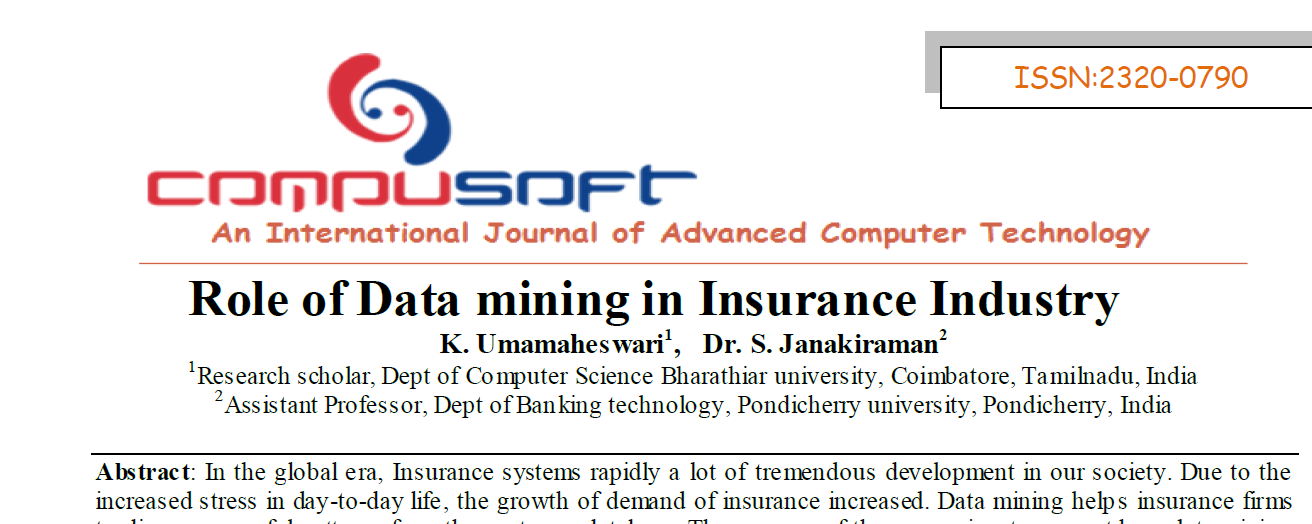 ISSN:2320-0790
COMPUSOFT
An International Journal of Advanced Computer Technology
Role of Data mining in Insurance Industry
K. Umamaheswari1, Dr. S. Janakiraman2
1Research scholar, Dept of Computer Science Bharathiar university, Coimbatore, Tamilnadu, India
2Assistant Professor, Dept of Banking technology, Pondicherry university, Pondicherry, India
Abstract: In the global era, Insurance systems rapidly a lot of tremendous development in our society. Due to the
increased stress in day-to-day life, the growth of demand of insurance increased. Data mining helps insurance firms